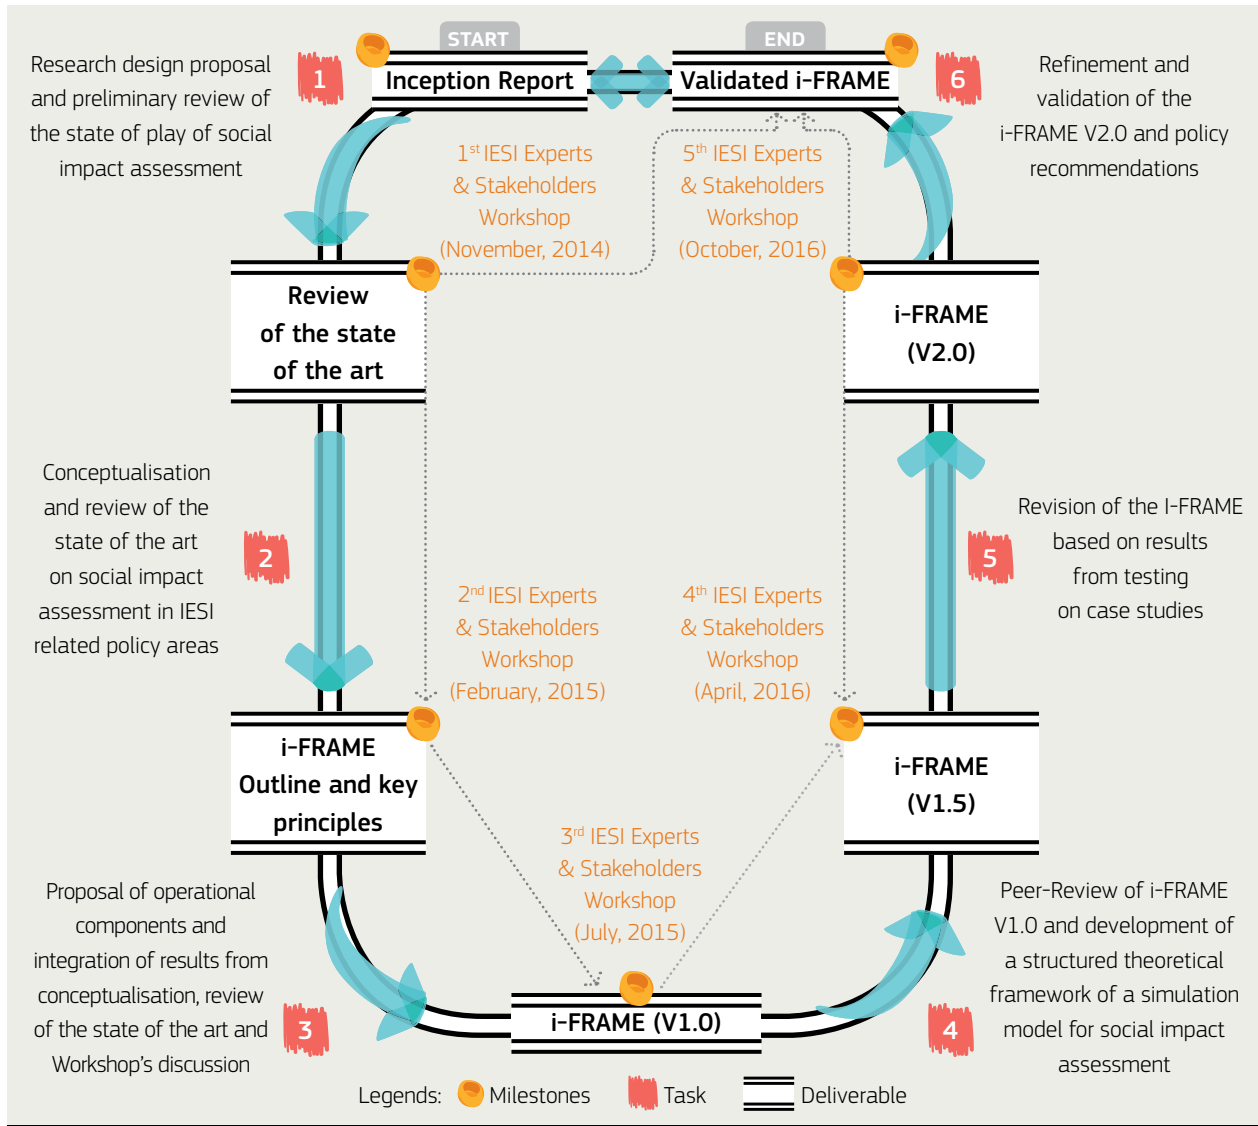 START
END
1
Inception Report
Validated i-FRAME
6
Research design proposal
and preliminary review of
the state of play of social
impact assessment
Refinement and
validation of the
i-FRAME V2.0 and policy
recommendations
1st IESI Experts
& Stakeholders
Workshop
(November, 2014)
5th IESI Experts
& Stakeholders
Workshop
(October, 2016)
Review
of the state
of the art
i-FRAME
(V2.0)
Conceptualisation
and review of the
state of the art
on social impact
assessment in IESI
related policy areas
2
5
Revision of the I-FRAME
based on results
from testing
on case studies
2nd IESI Experts
& Stakeholders
Workshop
(February, 2015)
4th IESI Experts
& Stakeholders
Workshop
(April, 2016)
i-FRAME
Outline and key
principles
i-FRAME
(V1.5)
3rd IESI Experts
& Stakeholders
Workshop
(July, 2015)
Proposal of operational
components and
integration of results from
conceptualisation, review
of the state of the art and
Workshop's discussion
3
i-FRAME (V1.0)
4
Peer-Review of i-FRAME
V1.0 and development of
a structured theoretical
framework of a simulation
model for social impact
assessment
Legends: Milestones Task Deliverable